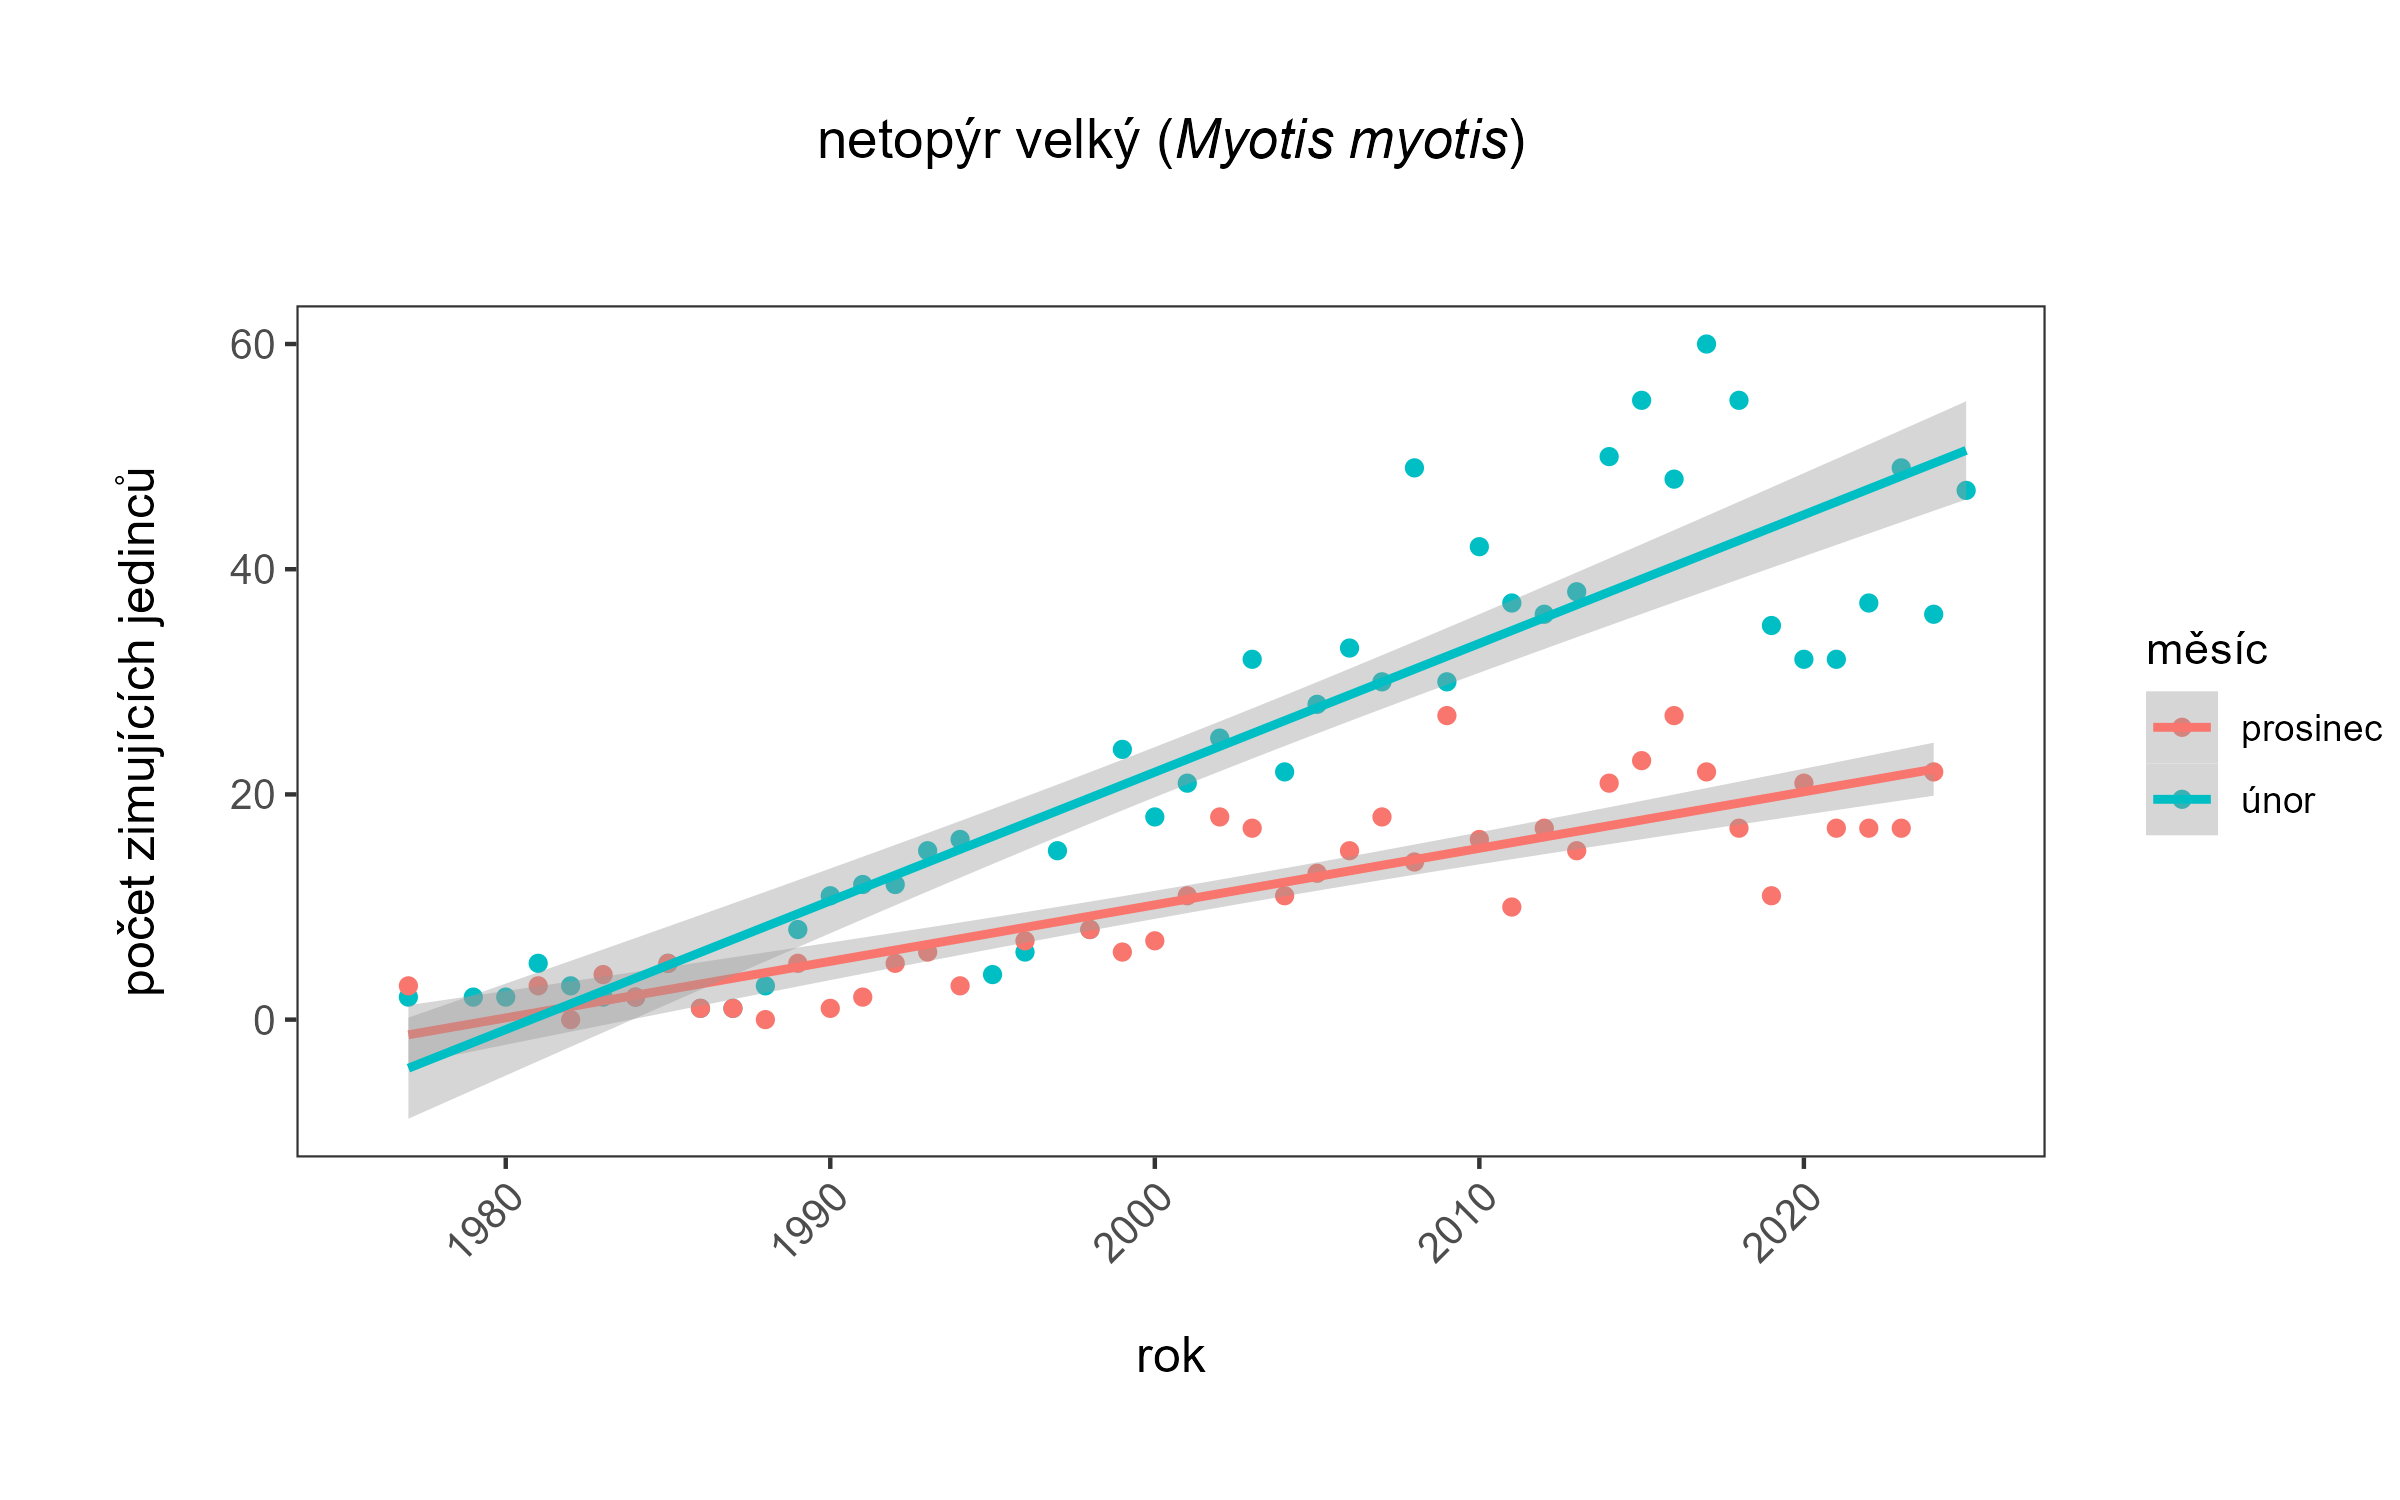 netopýr velký (Myotis myotis)
počet zimujících jedinců
60
40
20
0
1980
1990
2000
2010
2020
rok
měsíc
prosinec
únor